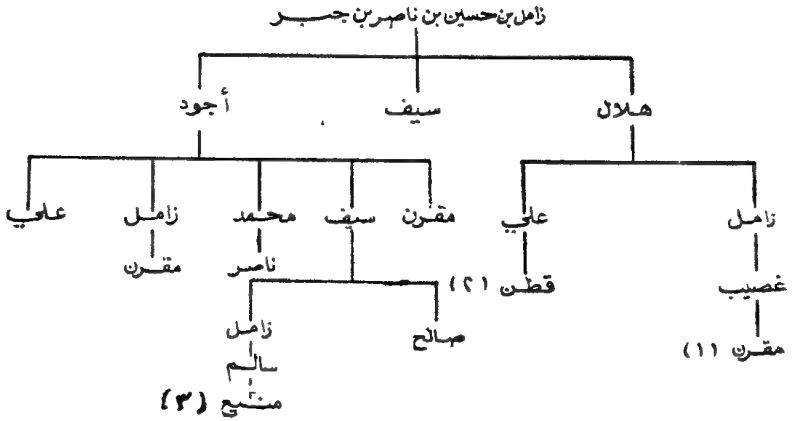 زامل بن حسين بن ناصر بن جبر
هلال سيف أجود
زامل علي مقرن سيف محمد زامل علي
غصيب قطن (٢) ناصر مقرن
مقرن (١) صالح زامل
سالم
منيع (٣)